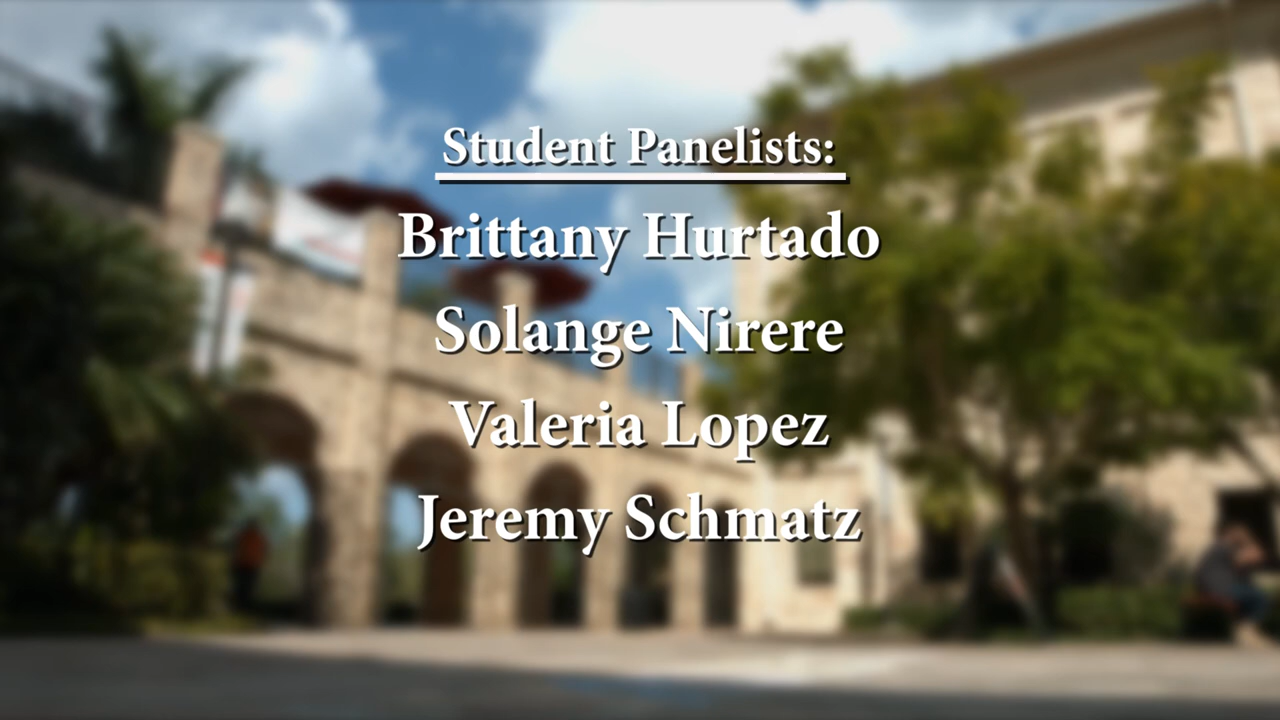 Student Panelists:
Brittany Hurtado
Solange Nirere
Valeria Lopez
Jeremy Schmatz